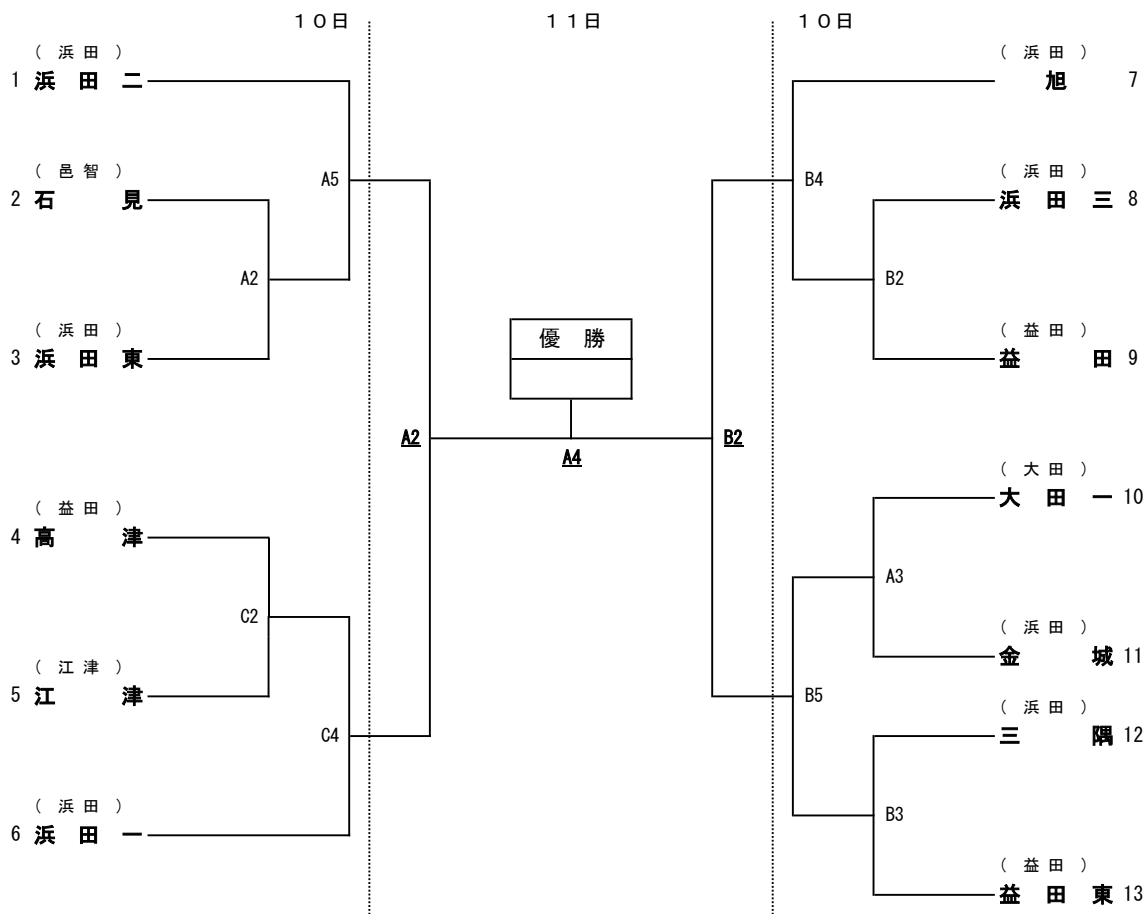 10日 11日 10日
( 浜田 )
1 浜田二
( 邑智 )
2 石見
A5
A2
( 浜田 )
3 浜田東
( 益田 )
4 高津
C2
( 江津 )
5 江津
C4
( 浜田 )
6 浜田一
優勝
A2
A4
B2
( 浜田 )
旭 7
B4
( 浜田 )
浜田三 8
B2
( 益田 )
益田 9
( 大田 )
大田一 10
A3
( 浜田 )
金城 11
B5
( 浜田 )
三隅 12
B3
( 益田 )
益田東 13